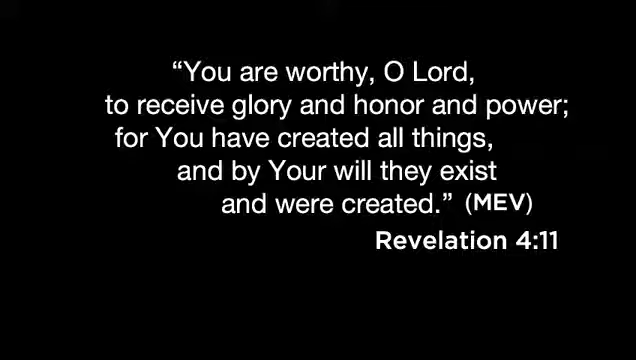 “You are worthy, O Lord,
to receive glory and honor and power;
for You have created all things,
and by Your will they exist
and were created.” (MEV)
Revelation 4:11